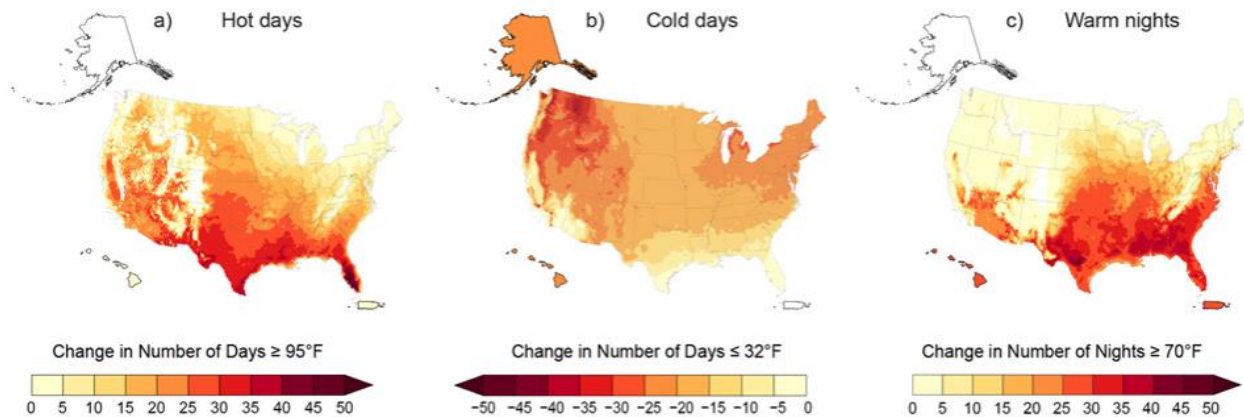 a) Hot days
b) Cold days
c) Warm nights
Change in Number of Days ≥ 95°F
0 5 10 15 20 25 30 35 40 45 50
Change in Number of Days ≤ 32°F
−50 −45 −40 −35 −30 −25 −20 −15 −10 −5 0
Change in Number of Nights ≥ 70°F
0 5 10 15 20 25 30 35 40 45 50